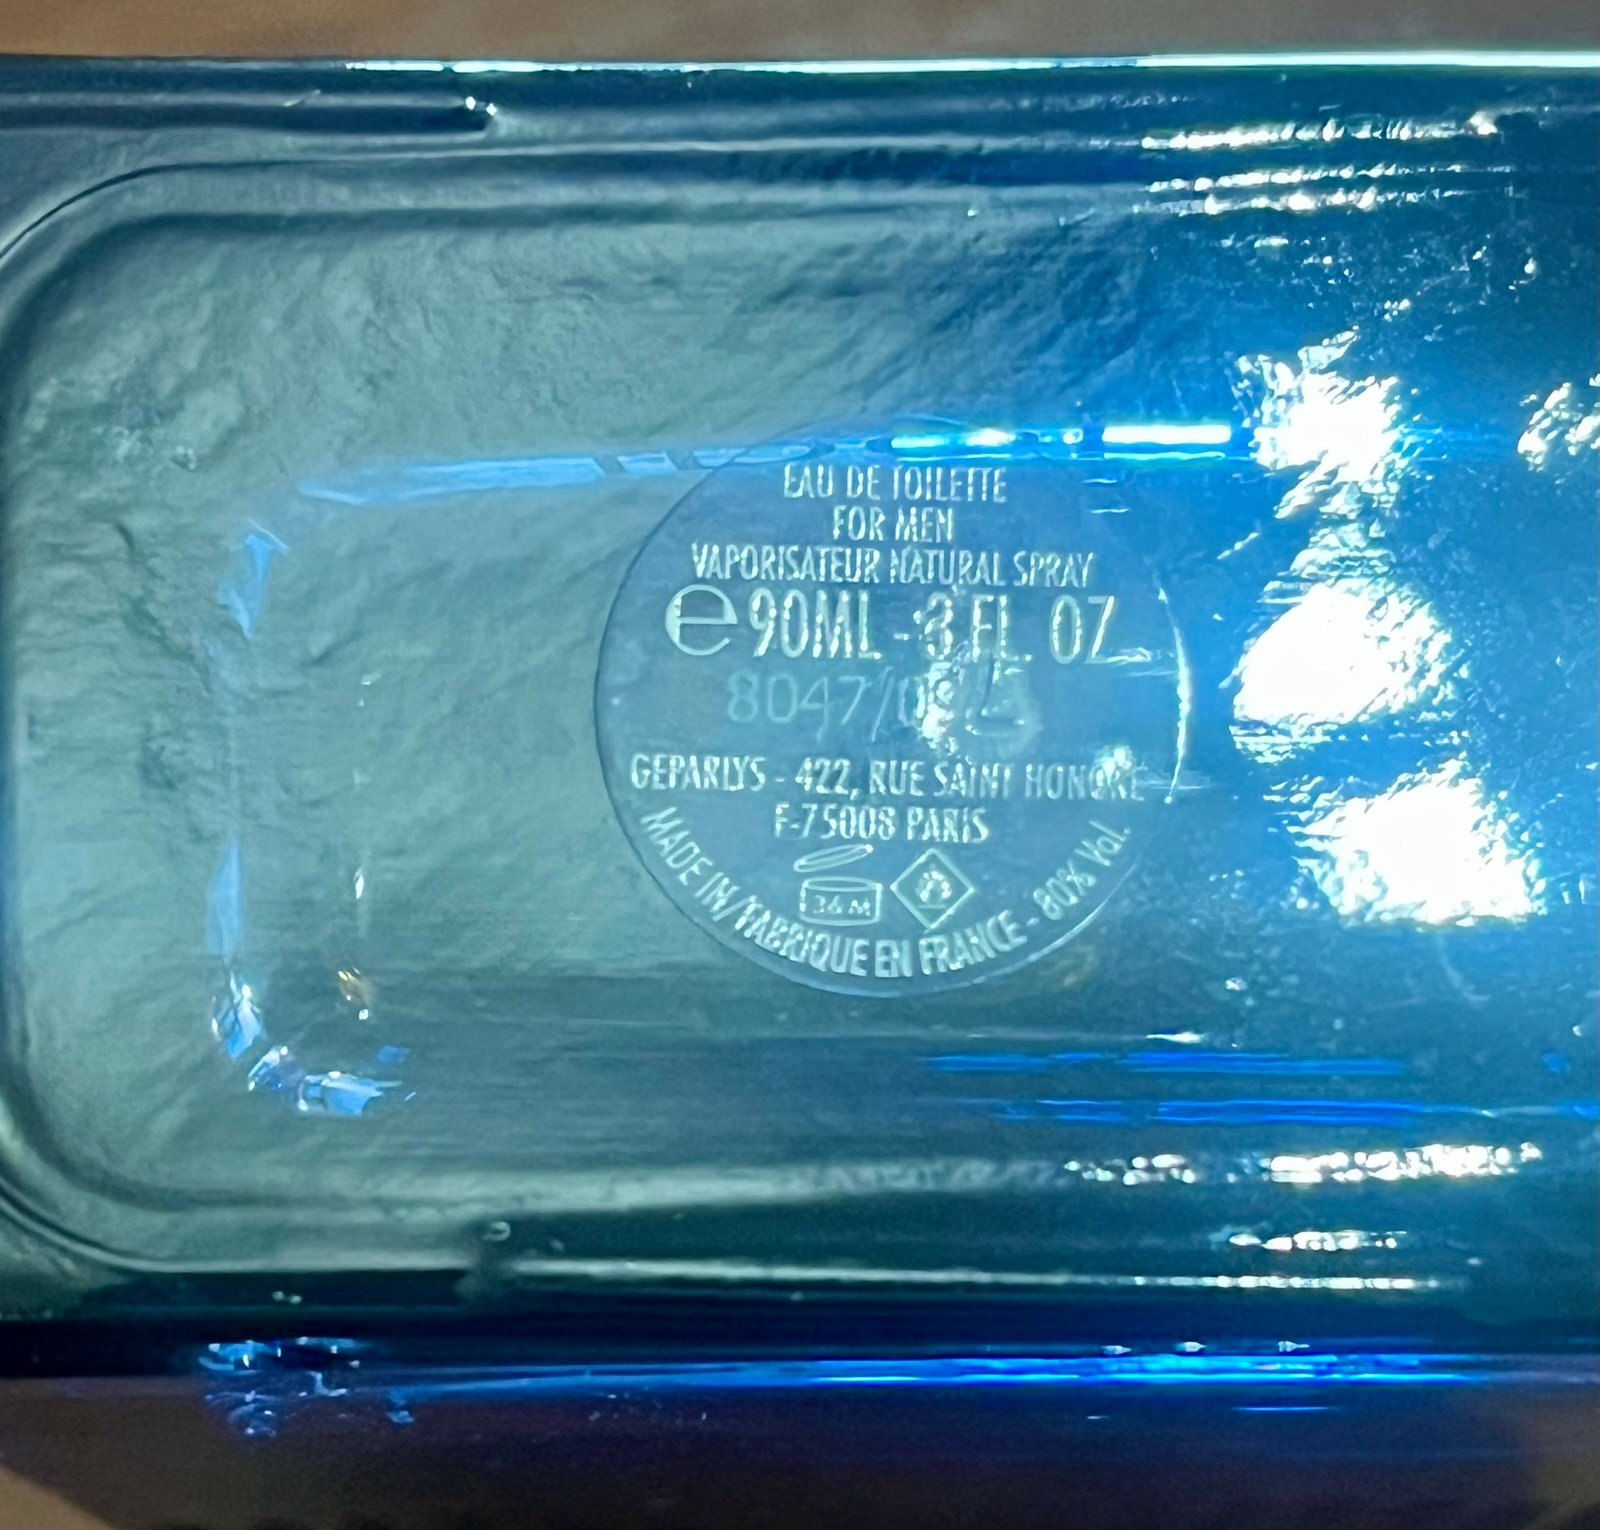 EAU DE TOILETTE
FOR MEN
VAPORISATEUR NATURAL SPRAY
e 90ML - 3 FL. OZ
GEPARLYS - 422, RUE SAINT HONORE
F-75008 PARIS
36 M
MADE IN/FABRIQUE EN FRANCE - 80% Vol.